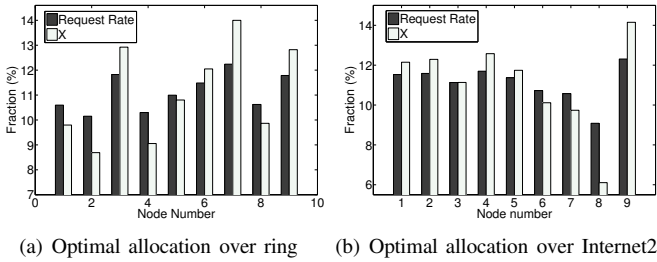 14
13
12
11
10
9
8
7
Fraction (%)
Request Rate
X
0 2 4 6 8 10
Node Number
(a) Optimal allocation over ring
14
12
10
8
6
Fraction (%)
Request Rate
X
1 2 3 4 5 6 7 8 9
Node number
(b) Optimal allocation over Internet2